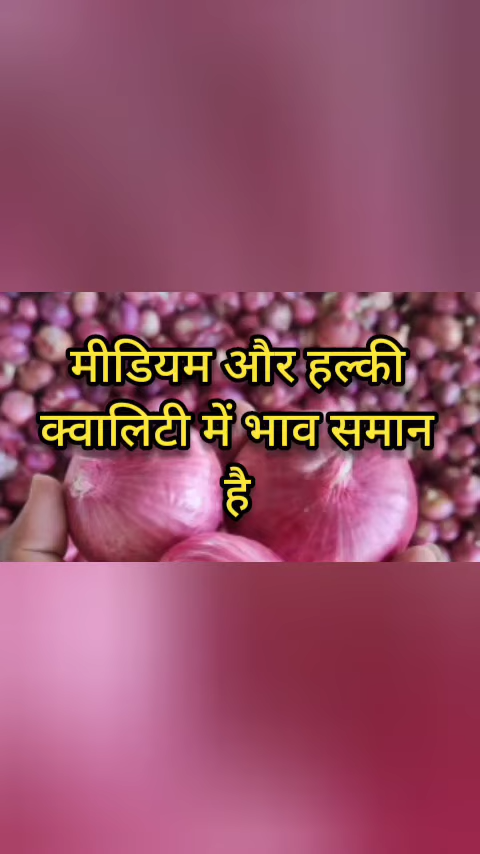 मीडियम और हल्की
क्वालिटी में भाव समान
है